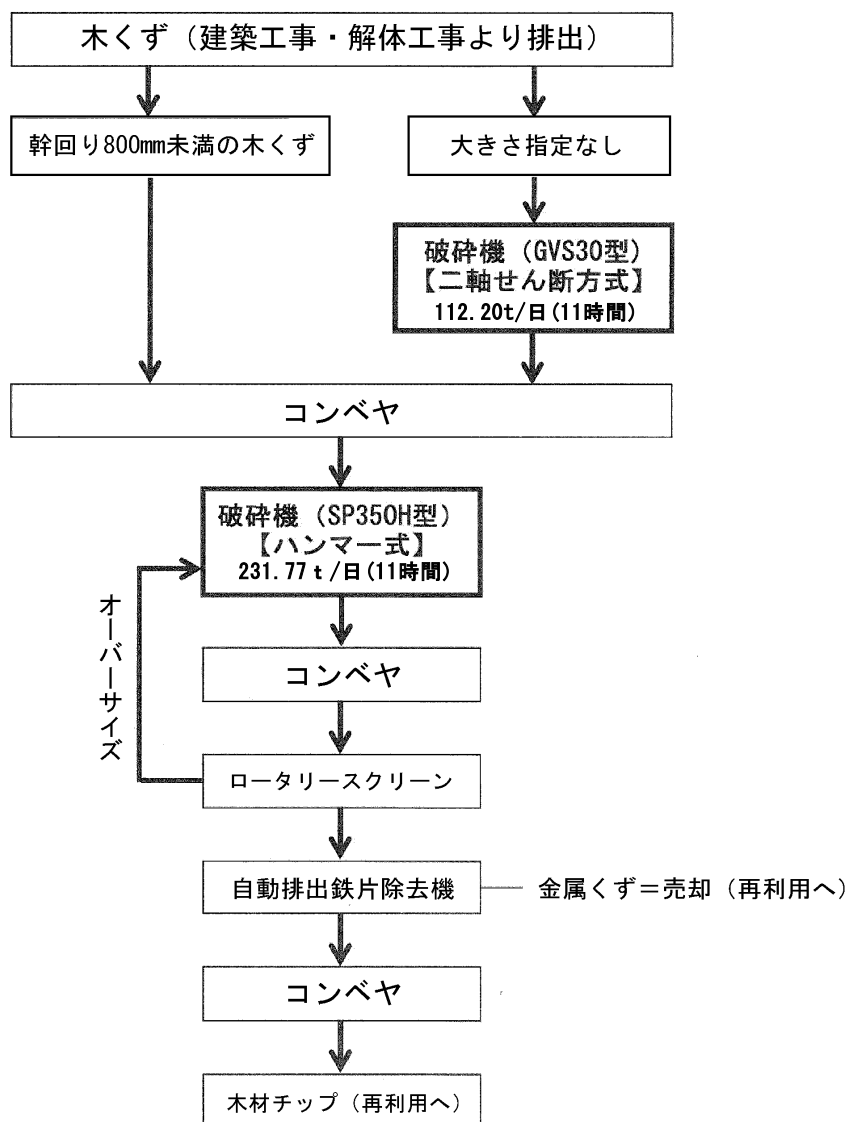 木くず（建築工事・解体工事より排出）
幹回り800mm未満の木くず
大きさ指定なし
破砕機（GVS30型）
【二軸せん断方式】
112.20t/日(11時間)
コンベヤ
破砕機（SP350H型）
【ハンマー式】
231.77ｔ/日(11時間)
オーバーサイズ
コンベヤ
ロータリースクリーン
自動排出鉄片除去機
金属くず＝売却（再利用へ）
コンベヤ
木材チップ（再利用へ）